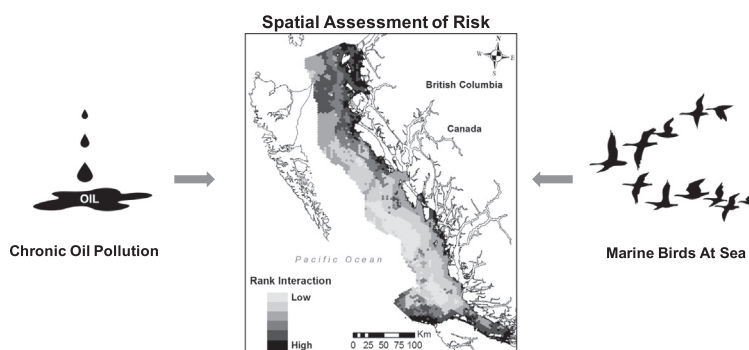 Spatial Assessment of Risk
N
W E
S
British Columbia
Canada
OIL
Chronic Oil Pollution
Marine Birds At Sea
Pacific Ocean
Rank Interaction
Low
High
Km
0 25 50 75 100